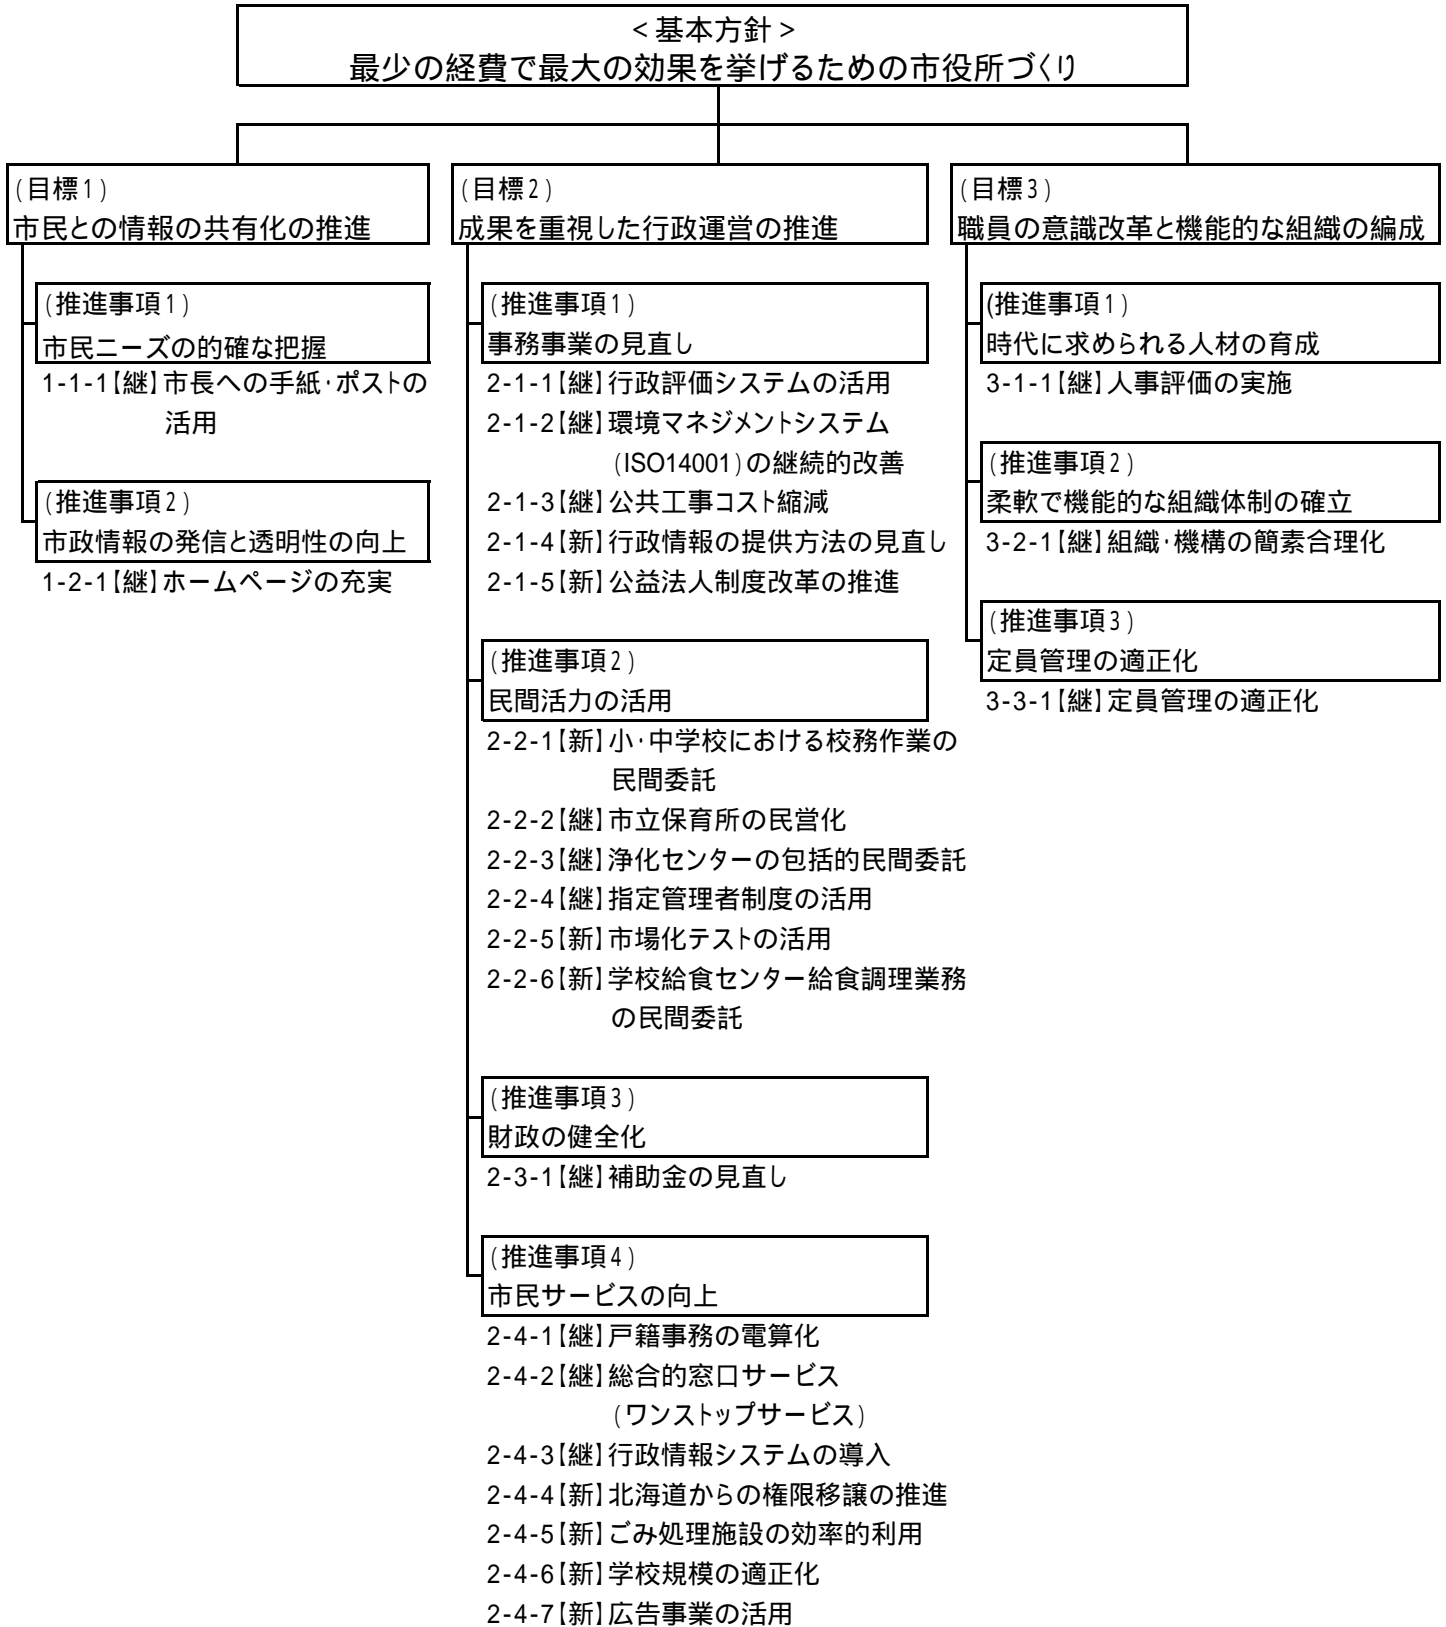 <基本方針>
最少の経費で最大の効果を挙げるための市役所づくり
(目標1)
市民との情報の共有化の推進
(推進事項1)
市民ニーズの的確な把握
1-1-1【継】市長への手紙・ポストの
活用
(推進事項2)
市政情報の発信と透明性の向上
1-2-1【継】ホームページの充実
(目標2)
成果を重視した行政運営の推進
(推進事項1)
事務事業の見直し
2-1-1【継】行政評価システムの活用
2-1-2【継】環境マネジメントシステム
(ISO14001)の継続的改善
2-1-3【継】公共工事コスト縮減
2-1-4【新】行政情報の提供方法の見直し
2-1-5【新】公益法人制度改革の推進
(推進事項2)
民間活力の活用
2-2-1【新】小・中学校における校務作業の
民間委託
2-2-2【継】市立保育所の民営化
2-2-3【継】浄化センターの包括的民間委託
2-2-4【継】指定管理者制度の活用
2-2-5【新】市場化テストの活用
2-2-6【新】学校給食センター給食調理業務
の民間委託
(推進事項3)
財政の健全化
2-3-1【継】補助金の見直し
(推進事項4)
市民サービスの向上
2-4-1【継】戸籍事務の電算化
2-4-2【継】総合的窓口サービス
(ワンストップサービス)
2-4-3【継】行政情報システムの導入
2-4-4【新】北海道からの権限移譲の推進
2-4-5【新】ごみ処理施設の効率的利用
2-4-6【新】学校規模の適正化
2-4-7【新】広告事業の活用
(目標3)
職員の意識改革と機能的な組織の編成
(推進事項1)
時代に求められる人材の育成
3-1-1【継】人事評価の実施
(推進事項2)
柔軟で機能的な組織体制の確立
3-2-1【継】組織・機構の簡素合理化
(推進事項3)
定員管理の適正化
3-3-1【継】定員管理の適正化